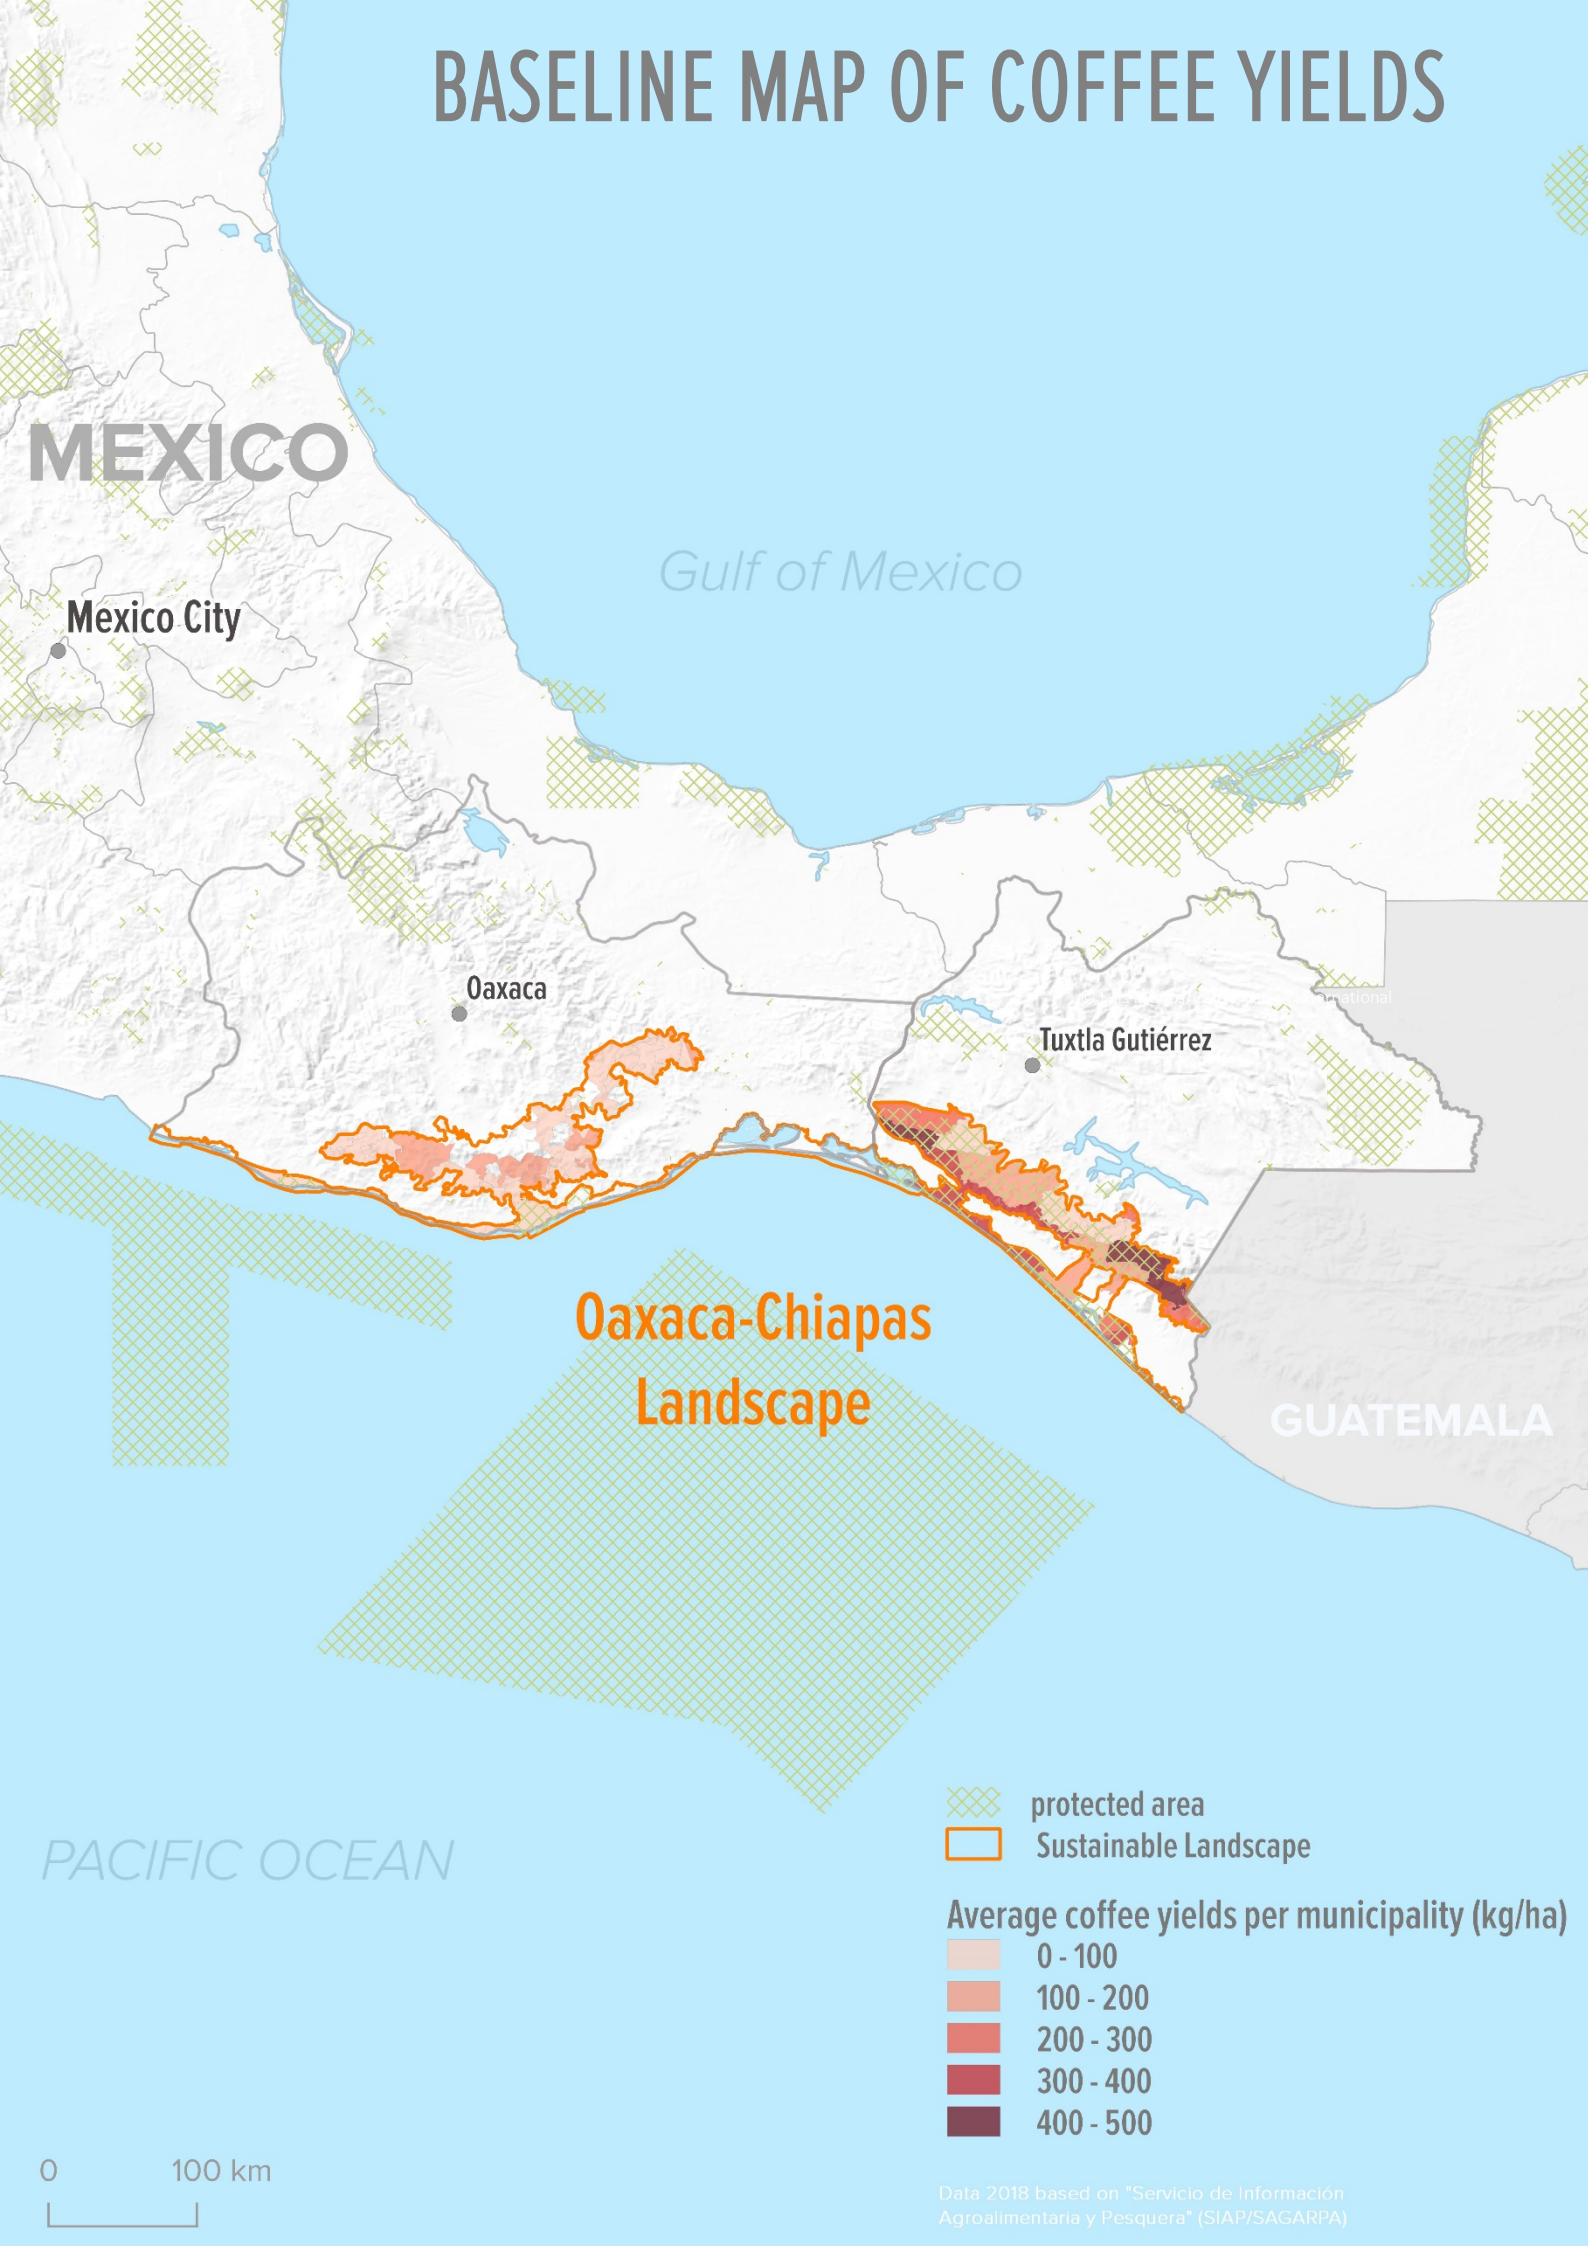 BASELINE MAP OF COFFEE YIELDS
MEXICO
Gulf of Mexico
Mexico City
Oaxaca
Tuxtla Gutiérrez
Oaxaca-Chiapas
Landscape
GUATEMALA
PACIFIC OCEAN
protected area
Sustainable Landscape
Average coffee yields per municipality (kg/ha)
0 - 100
100 - 200
200 - 300
300 - 400
400 - 500
0 100 km
Data 2018 based on "Servicio de Información
Agroalimentaria y Pesquera" (SIAP/SAGARPA)